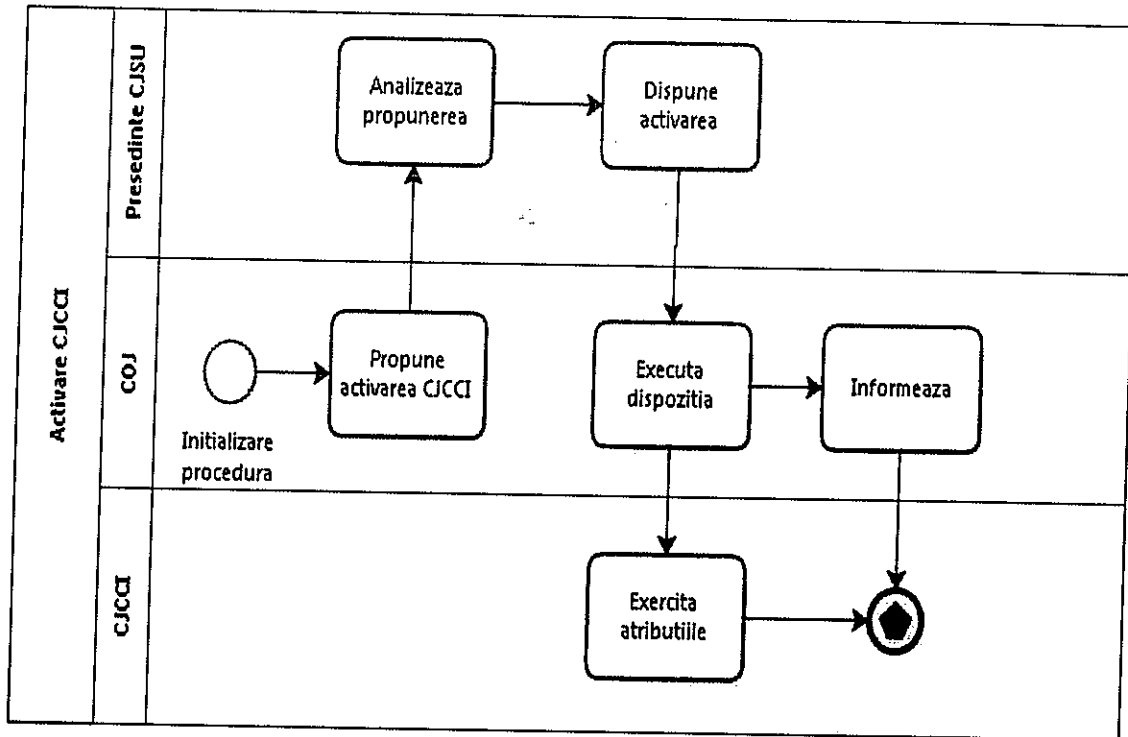 Activare CJCCI
Presedinte CJSU
Analizeaza
propunerea
Dispune
activarea
COJ
Initializare
procedura
Propune
activarea CJCCI
Executa
dispozitia
Informeaza
CJCCI
Exercita
atributiile